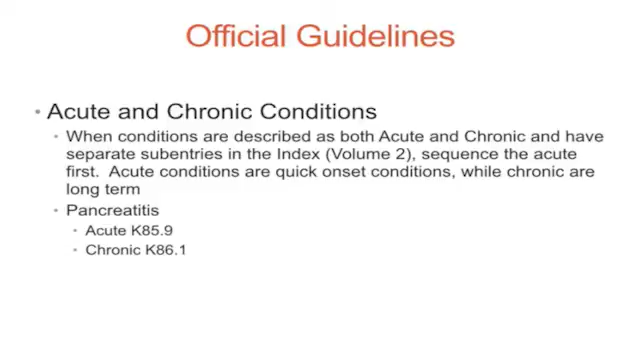 Official Guidelines
• Acute and Chronic Conditions
• When conditions are described as both Acute and Chronic and have
separate subentries in the Index (Volume 2), sequence the acute
first. Acute conditions are quick onset conditions, while chronic are
long term
• Pancreatitis
• Acute K85.9
• Chronic K86.1